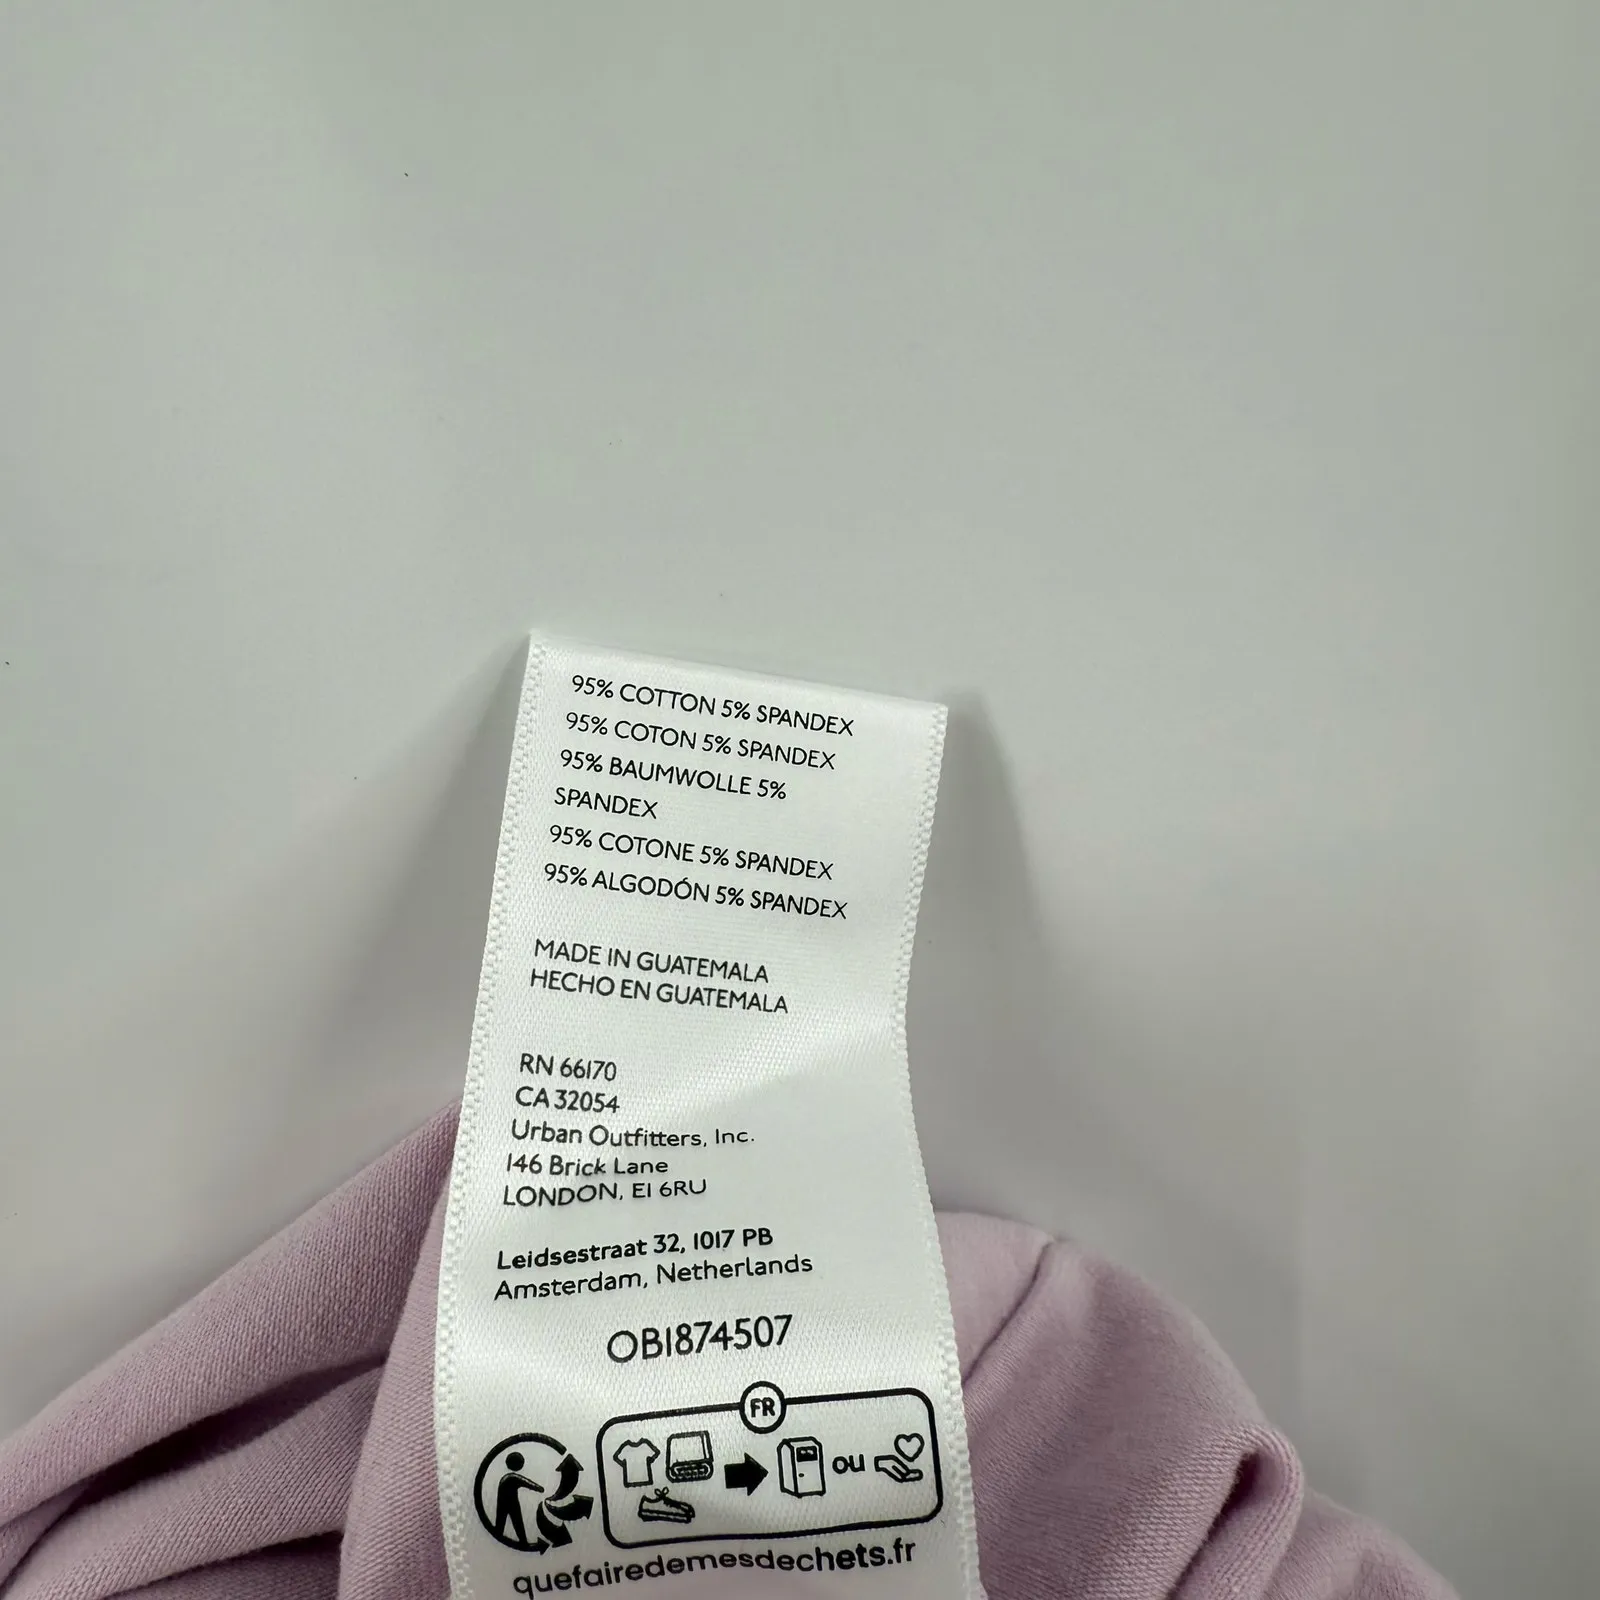 95% COTTON 5% SPANDEX
95% COTON 5% SPANDEX
95% BAUMWOLLE 5%
SPANDEX
95% COTONE 5% SPANDEX
95% ALGODÓN 5% SPANDEX
MADE IN GUATEMALA
HECHO EN GUATEMALA
RN 66170
CA 32054
Urban Outfitters, Inc.
146 Brick Lane
LONDON, E1 6RU
Leidsestraat 32, 1017 PB
Amsterdam, Netherlands
OB1874507
FR
ou
quefairedemesdechets.fr